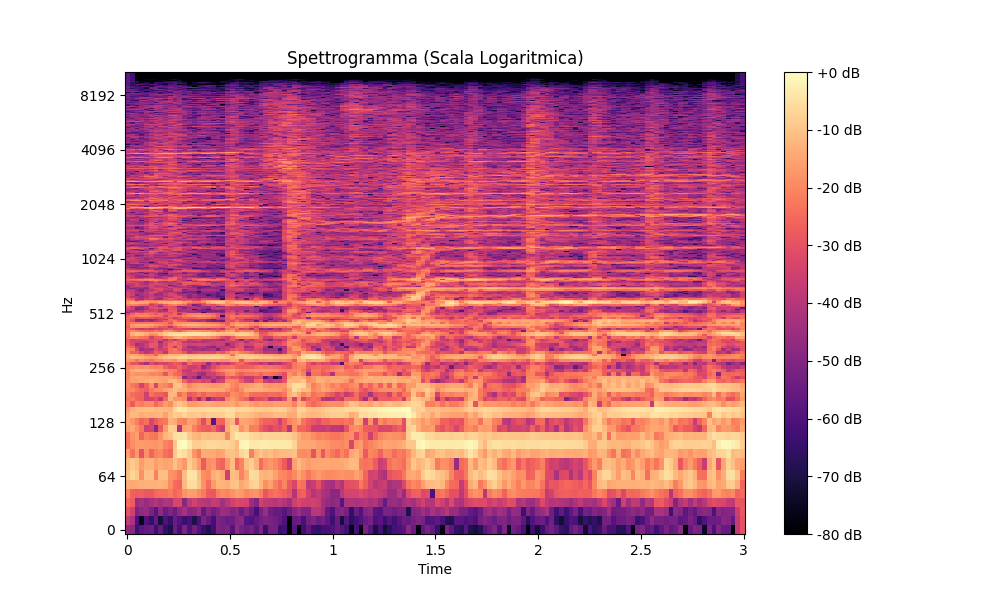 Spettrogramma (Scala Logaritmica)
Hz
8192
4096
2048
1024
512
256
128
64
0
0
0.5
1
1.5
2
2.5
3
Time
+0 dB
-10 dB
-20 dB
-30 dB
-40 dB
-50 dB
-60 dB
-70 dB
-80 dB